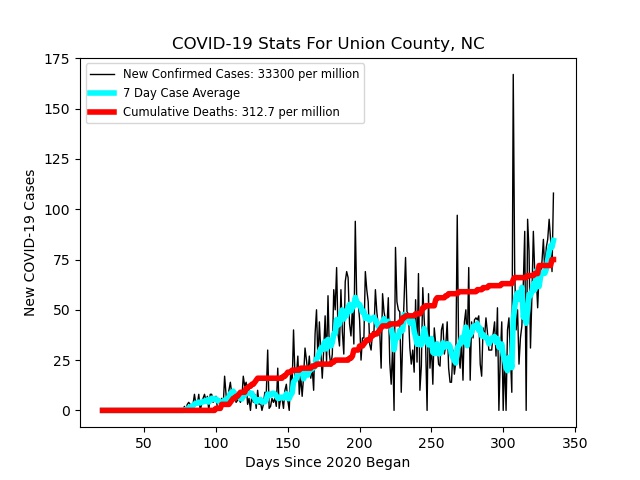 COVID-19 Stats For Union County, NC
New Confirmed Cases: 33300 per million
7 Day Case Average
Cumulative Deaths: 312.7 per million
New COVID-19 Cases
175
150
125
100
75
50
25
0
50
100
150
200
250
300
350
Days Since 2020 Began